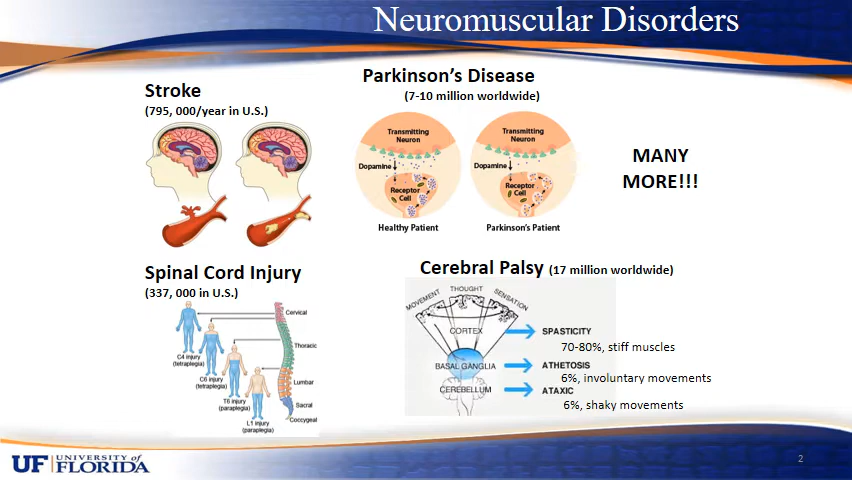 Neuromuscular Disorders
Stroke
(795, 000/year in U.S.)
Parkinson's Disease
(7-10 million worldwide)
Transmitting
Neuron
Dopamine
Receptor
Cell
Healthy Patient
Transmitting
Neuron
Dopamine
Receptor
Cell
Parkinson's Patient
MANY
MORE!!!
Spinal Cord Injury
(337, 000 in U.S.)
C4 injury
(tetraplegia)
C6 injury
(tetraplegia)
T6 injury
(paraplegia)
L1 injury
(paraplegia)
Cervical
Thoracic
Lumbar
Sacral
Coccygeal
Cerebral Palsy (17 million worldwide)
MOVEMENT THOUGHT SENSATION
CORTEX
BASAL GANGLIA
CEREBELLUM
SPASTICITY
70-80%, stiff muscles
ATHETOSIS
6%, involuntary movements
ATAXIC
6%, shaky movements
UF UNIVERSITY of
FLORIDA
2